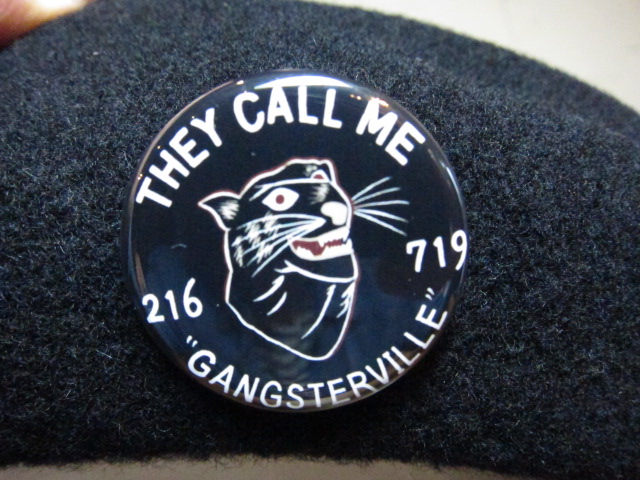 THEY CALL ME
216 719
"GANGSTERVILLE"